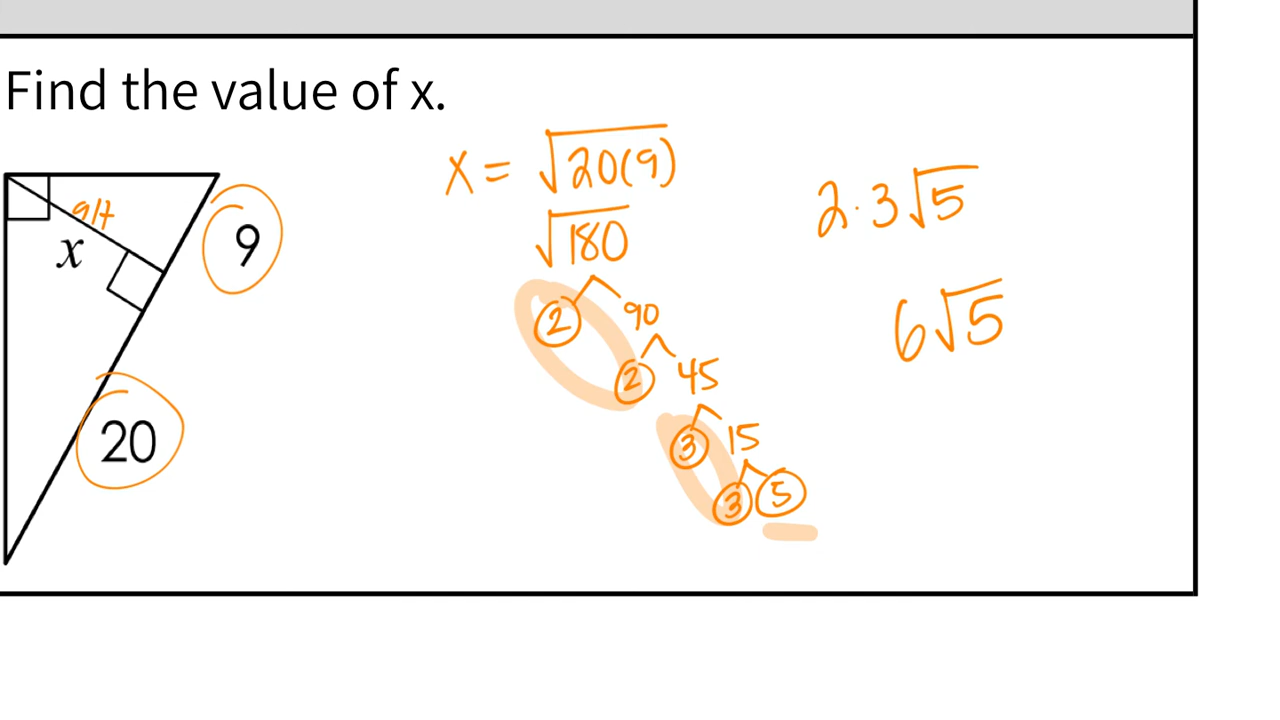 Find the value of x.
x = √20(9)
√180
2 90
2 45
3 15
3 5
2·3√5
6√5
alt
x
9
20